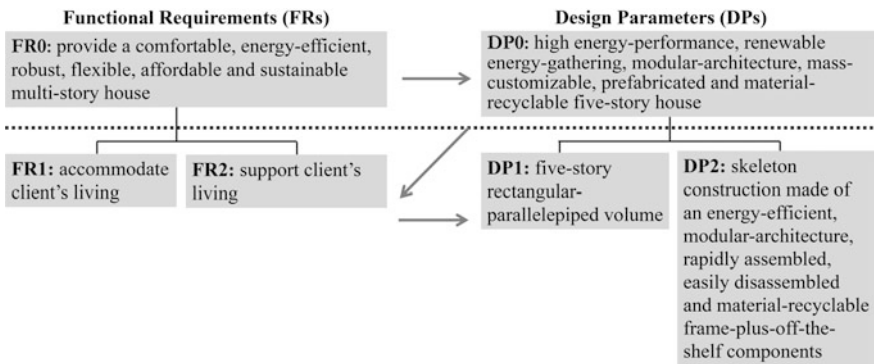 Functional Requirements (FRs)
Design Parameters (DPs)
FR0: provide a comfortable, energy-efficient,
robust, flexible, affordable and sustainable
multi-story house
DP0: high energy-performance, renewable
energy-gathering, modular-architecture, mass-
customizable, prefabricated and material-
recyclable five-story house
FR1: accommodate
client's living
FR2: support client's
living
DP1: five-story
rectangular-
parallelepiped volume
DP2: skeleton
construction made of
an energy-efficient,
modular-architecture,
rapidly assembled,
easily disassembled
and material-recyclable
frame-plus-off-the-
shelf components